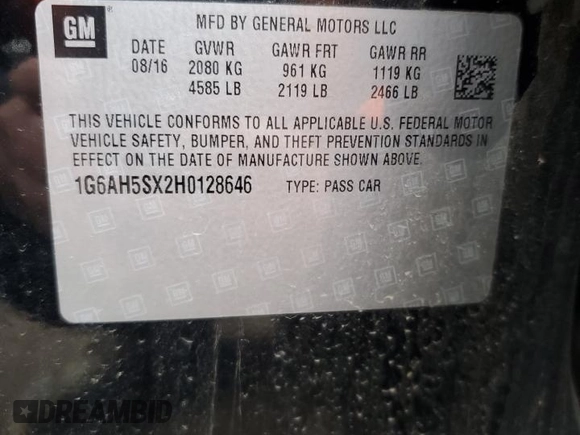 GM
MFD BY GENERAL MOTORS LLC
DATE GVWR GAWR FRT GAWR RR
08/16 2080 KG 961 KG 1119 KG
4585 LB 2119 LB 2466 LB
THIS VEHICLE CONFORMS TO ALL APPLICABLE U.S. FEDERAL MOTOR
VEHICLE SAFETY, BUMPER, AND THEFT PREVENTION STANDARDS IN
EFFECT ON THE DATE OF MANUFACTURE SHOWN ABOVE.
1G6AH5SX2H0128646 TYPE: PASS CAR
DREAMBID